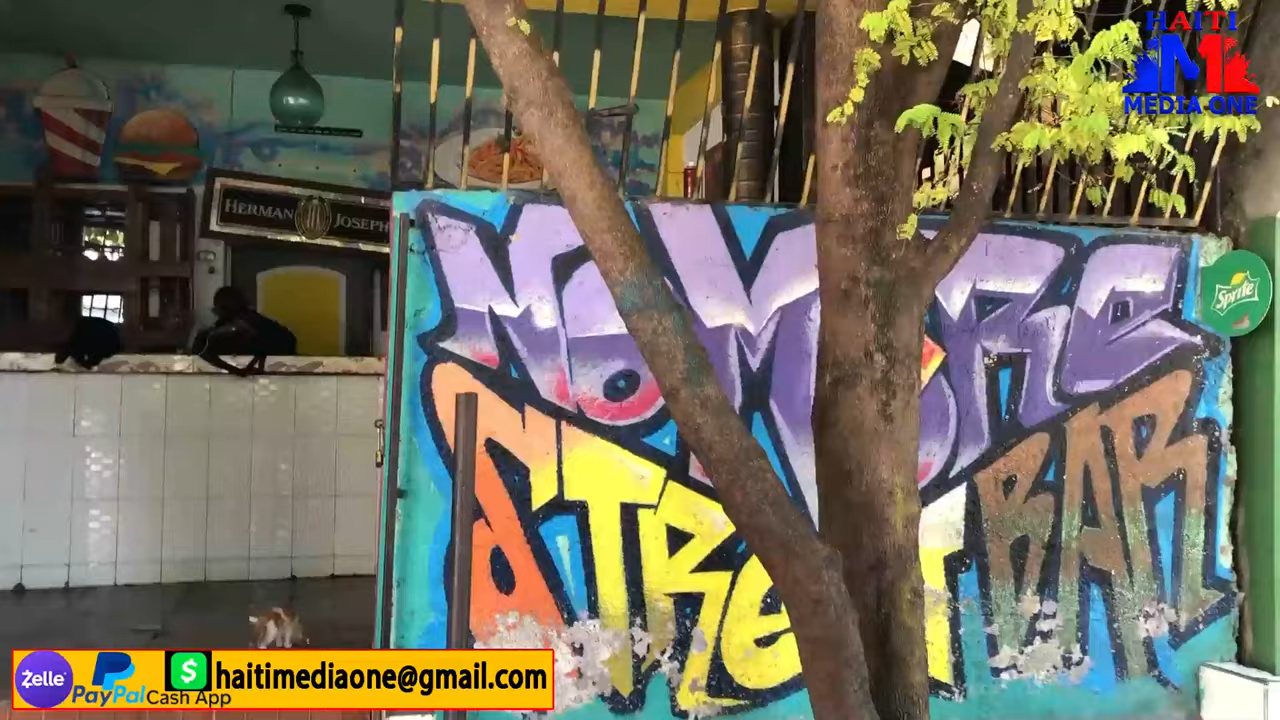 HAITI
M
MEDIA ONE
HERMAN JOSEPH
Sprite
STReeT BAR
Zelle
PayPal
$
Cash App
haitimediaone@gmail.com